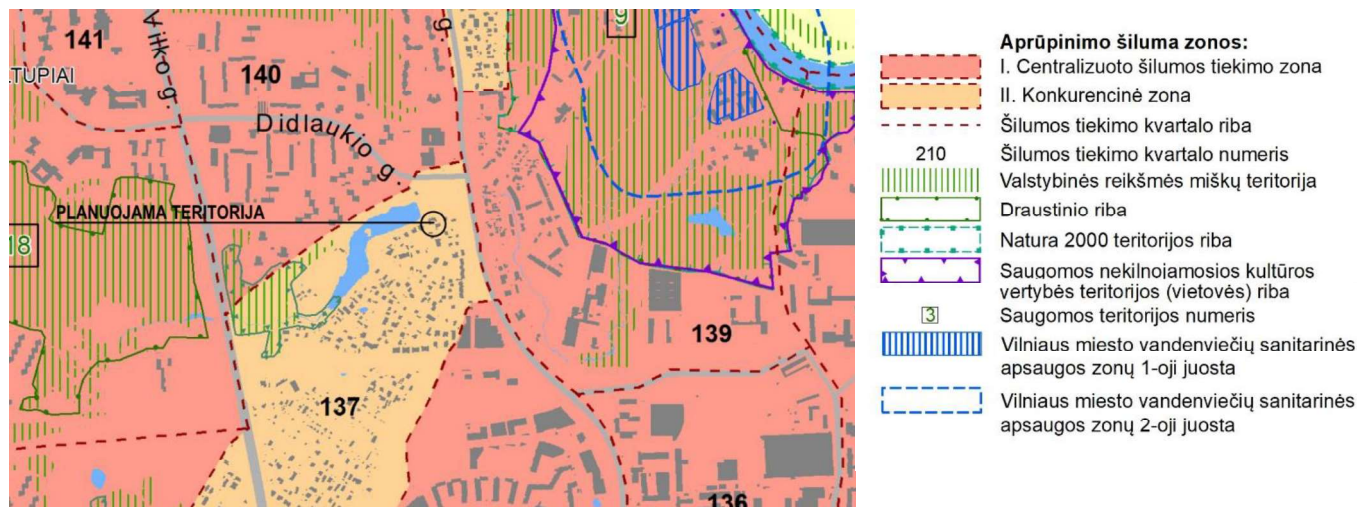 141
140
9
LTUPIAI
Vilko g.
g.
Didlaukio g.
PLANUOJAMA TERITORIJA
18
139
137
136
Aprūpinimo šiluma zonos:
I. Centralizuoto šilumos tiekimo zona
II. Konkurencinė zona
Šilumos tiekimo kvartalo riba
210 Šilumos tiekimo kvartalo numeris
Valstybinės reikšmės miškų teritorija
Draustinio riba
Natura 2000 teritorijos riba
Saugomos nekilnojamosios kultūros
vertybės teritorijos (vietovės) riba
3 Saugomos teritorijos numeris
Vilniaus miesto vandenviečių sanitarinės
apsaugos zonų 1-oji juosta
Vilniaus miesto vandenviečių sanitarinės
apsaugos zonų 2-oji juosta